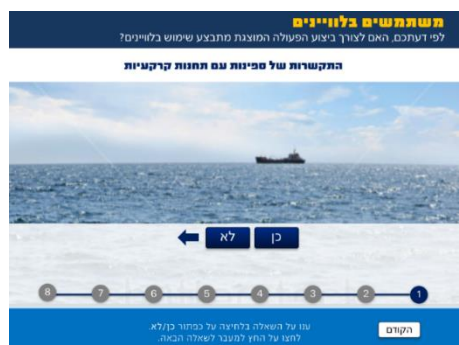 משתמשים בלוויינים
לפי דעתכם, האם לצורך ביצוע הפעולה המוצגת מתבצע שימוש בלוויינים?
התקשרות של ספינות עם תחנות קרקעיות
כן
לא
1
2
3
4
5
6
7
8
ענו על השאלה בלחיצה על כפתור כן/לא.
לחצו על החץ למעבר לשאלה הבאה.
הקודם